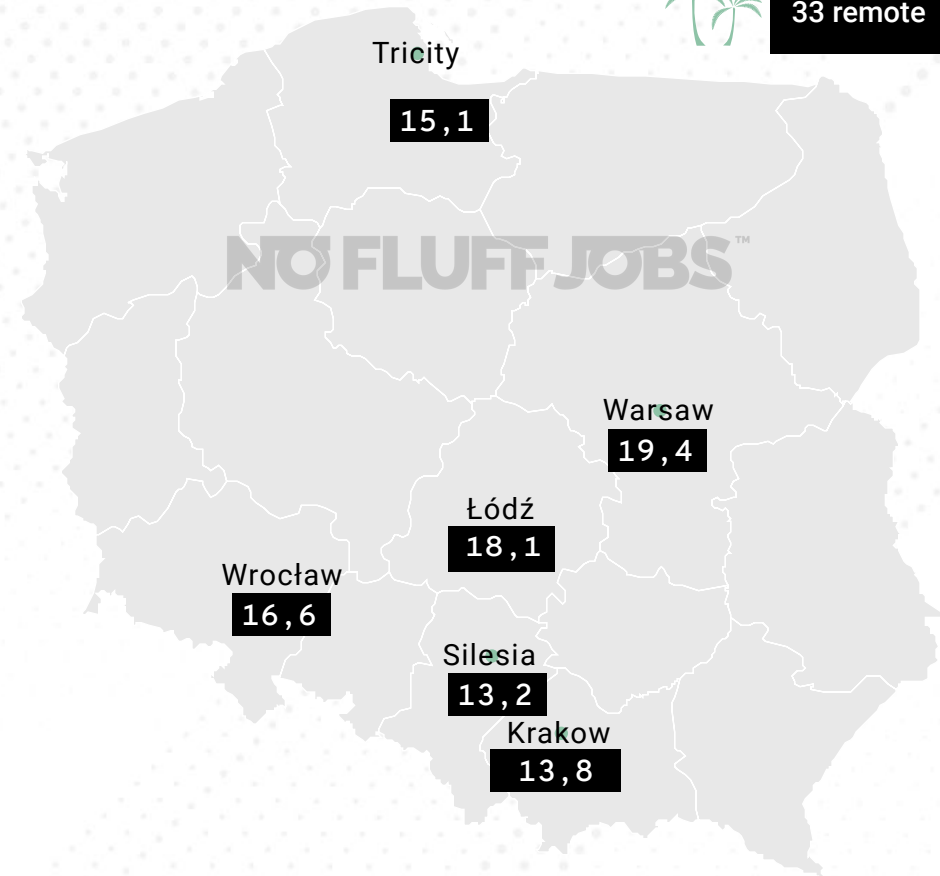 33 remote
Tricity
15,1
NO FLUFF JOBS™
Warsaw
19,4
Łódź
18,1
Wrocław
16,6
Silesia
13,2
Krakow
13,8